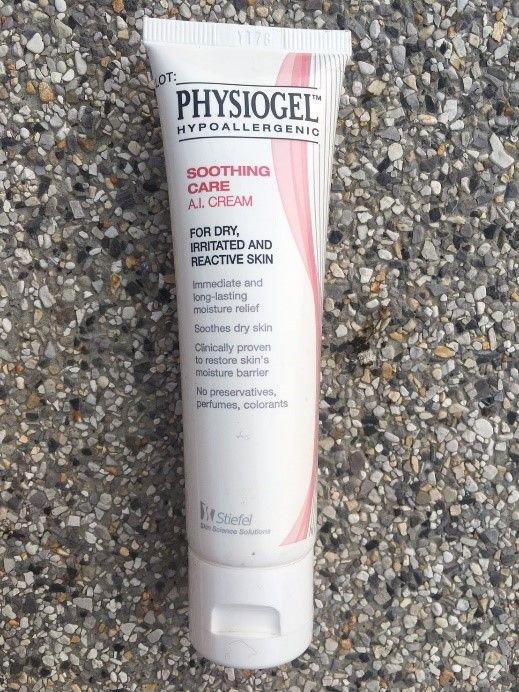 LOT:
PHYSIOGEL™
HYPOALLERGENIC
SOOTHING
CARE
A.I. CREAM
FOR DRY,
IRRITATED AND
REACTIVE SKIN
Immediate and
long-lasting
moisture relief
Soothes dry skin
Clinically proven
to restore skin's
moisture barrier
No preservatives,
perfumes, colorants
Stiefel
Skin Science Solutions